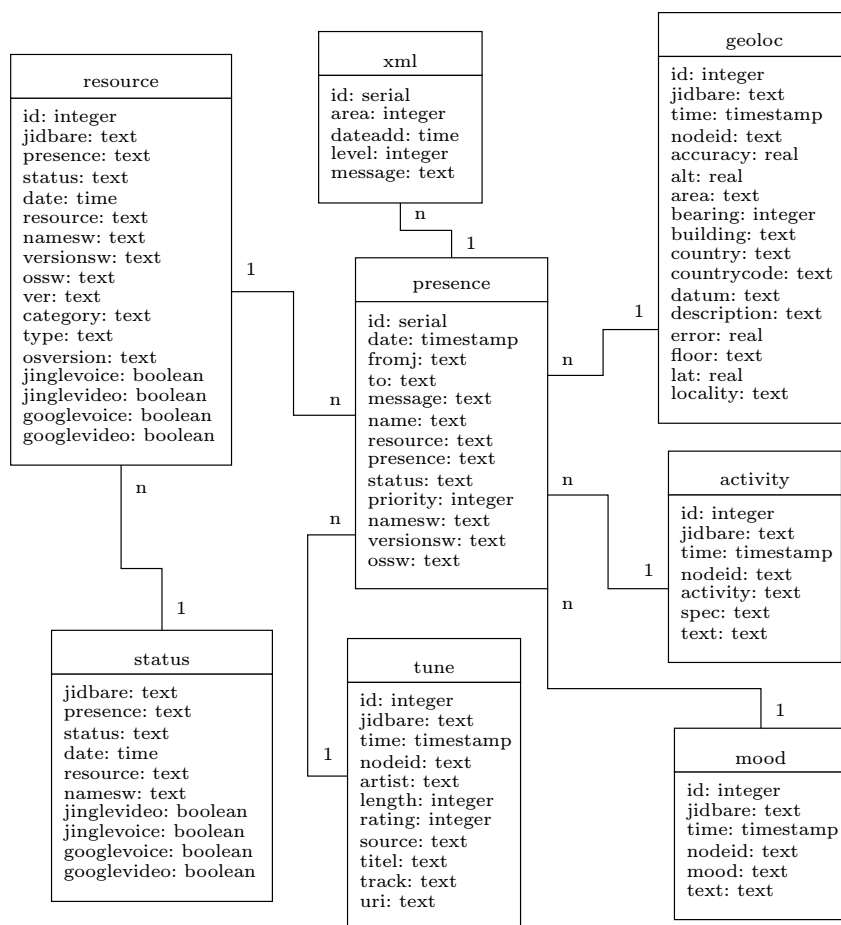 resource
id: integer
jidbare: text
presence: text
status: text
date: time
resource: text
namesw: text
versionsw: text
ossw: text
ver: text
category: text
type: text
osversion: text
jinglevoice: boolean
jinglevideo: boolean
googlevoice: boolean
googlevideo: boolean
xml
id: serial
area: integer
dateadd: time
level: integer
message: text
geoloc
id: integer
jidbare: text
time: timestamp
nodeid: text
accuracy: real
alt: real
area: text
bearing: integer
building: text
country: text
countrycode: text
datum: text
description: text
error: real
floor: text
lat: real
locality: text
n
1
1
n
presence
id: serial
date: timestamp
fromj: text
to: text
message: text
name: text
resource: text
presence: text
status: text
priority: integer
namesw: text
versionsw: text
ossw: text
1
n
n
1
activity
id: integer
jidbare: text
time: timestamp
nodeid: text
activity: text
spec: text
text: text
n
1
n
1
n
1
status
jidbare: text
presence: text
status: text
date: time
resource: text
namesw: text
jinglevideo: boolean
jinglevoice: boolean
googlevoice: boolean
googlevideo: boolean
tune
id: integer
jidbare: text
time: timestamp
nodeid: text
artist: text
length: integer
rating: integer
source: text
titel: text
track: text
uri: text
mood
id: integer
jidbare: text
time: timestamp
nodeid: text
mood: text
text: text